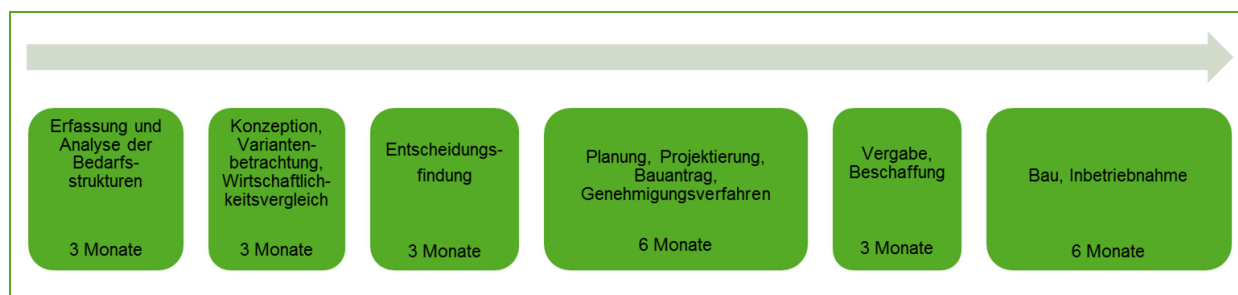 Erfassung und
Analyse der
Bedarfs-
strukturen
3 Monate
Konzeption,
Varianten-
betrachtung,
Wirtschaftlich-
keitsvergleich
3 Monate
Entscheidungs-
findung
3 Monate
Planung, Projektierung,
Bauantrag,
Genehmigungsverfahren
6 Monate
Vergabe,
Beschaffung
3 Monate
Bau, Inbetriebnahme
6 Monate